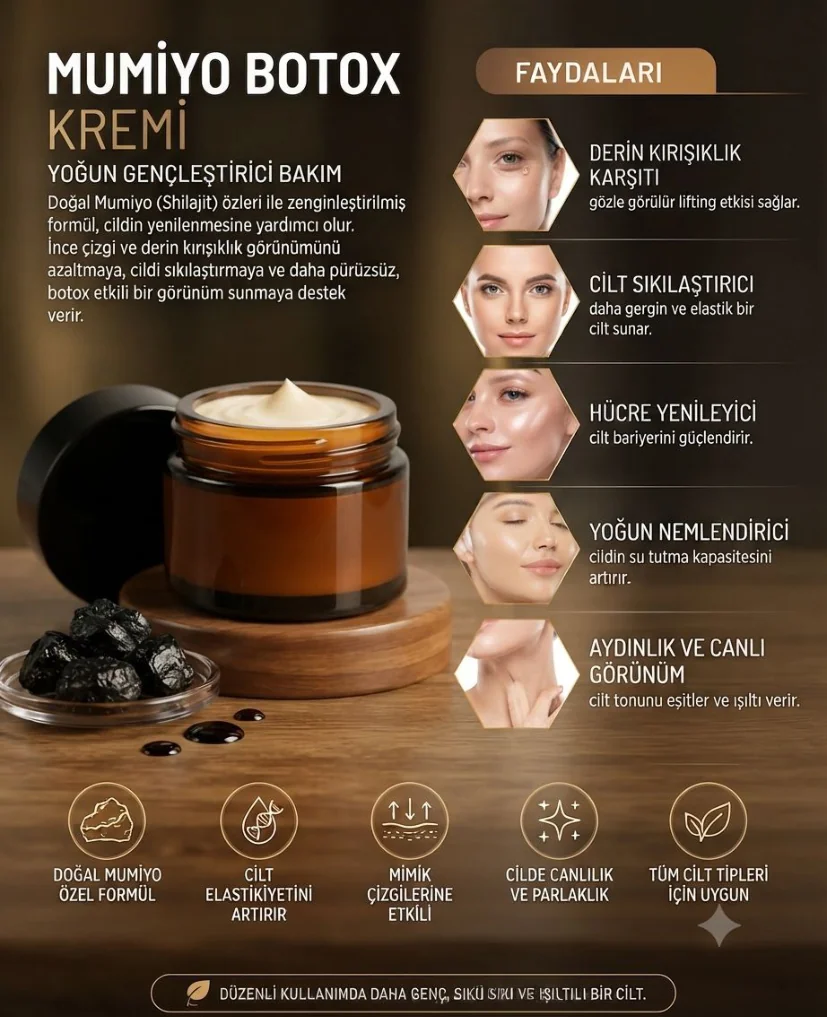 MUMİYO BOTOX
KREMİ
YOĞUN GENÇLEŞTİRİCİ BAKIM
Doğal Mumiyo (Shilajit) özleri ile zenginleştirilmiş
formül, cildin yenilenmesine yardımcı olur.
İnce çizgi ve derin kırışıklık görünümünü
azaltmaya, cildi sıkılaştırmaya ve daha pürüzsüz,
botox etkili bir görünüm sunmaya destek
verir.
FAYDALARI
DERİN KIRIŞIKLIK
KARŞITI
gözle görülür lifting etkisi sağlar.
CİLT SIKILAŞTIRICI
daha gergin ve elastik bir
cilt sunar.
HÜCRE YENİLEYİCİ
cilt bariyerini güçlendirir.
YOĞUN NEMLENDİRİCİ
cildin su tutma kapasitesini
artırır.
AYDINLIK VE CANLI
GÖRÜNÜM
cilt tonunu eşitler ve ışıltı verir.
DOĞAL MUMİYO
ÖZEL FORMÜL
CİLT
ELASTİKİYETİNİ
ARTIRIR
MİMİK
ÇİZGİLERİNE
ETKİLİ
CİLDE CANLILIK
VE PARLAKLIK
TÜM CİLT TİPLERİ
İÇİN UYGUN
DÜZENLİ KULLANIMDA DAHA GENÇ, VE IŞILTILI BİR CİLT.